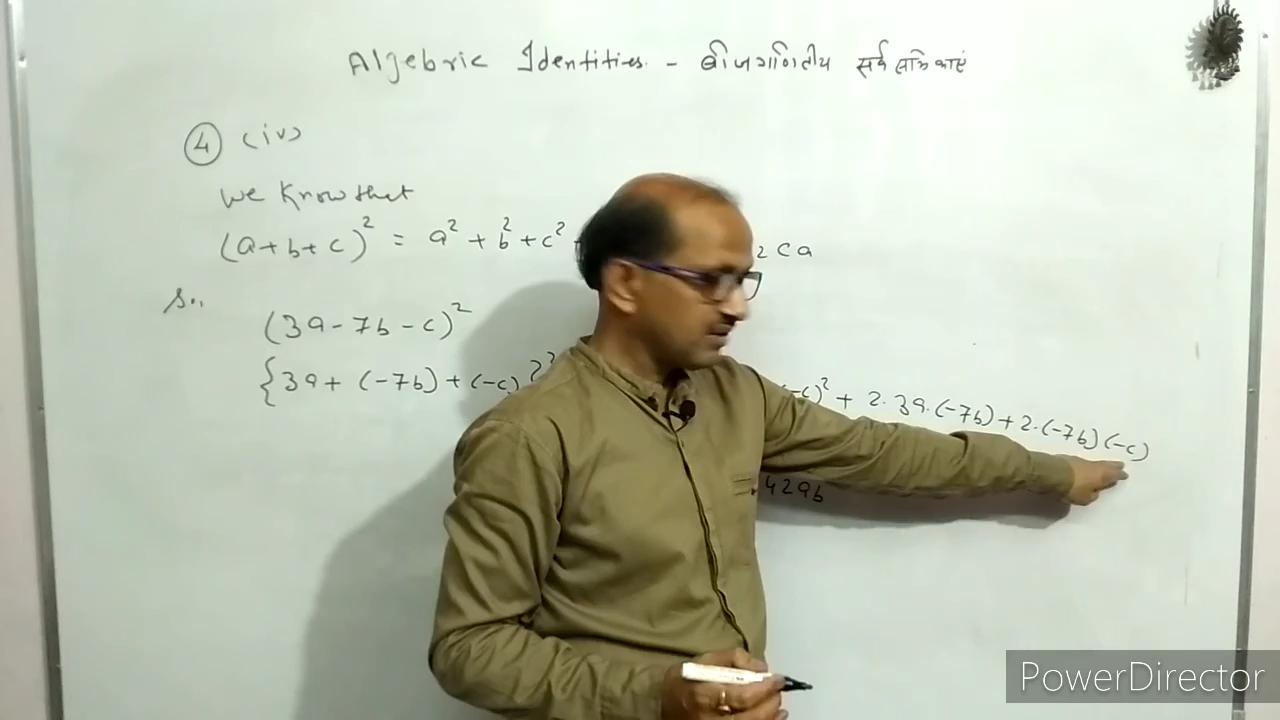 Algebric Identities - बीजगणितीय सर्वसमिकाएं
4 (iv)
We know that
(a+b+c)² = a² + b² + c² 2ca
So..
(3a-7b-c)²
{3a + (-7b) + (-c)}² (-c)² + 2.3a.(-7b) + 2.(-7b)(-c)
42ab
PowerDirector